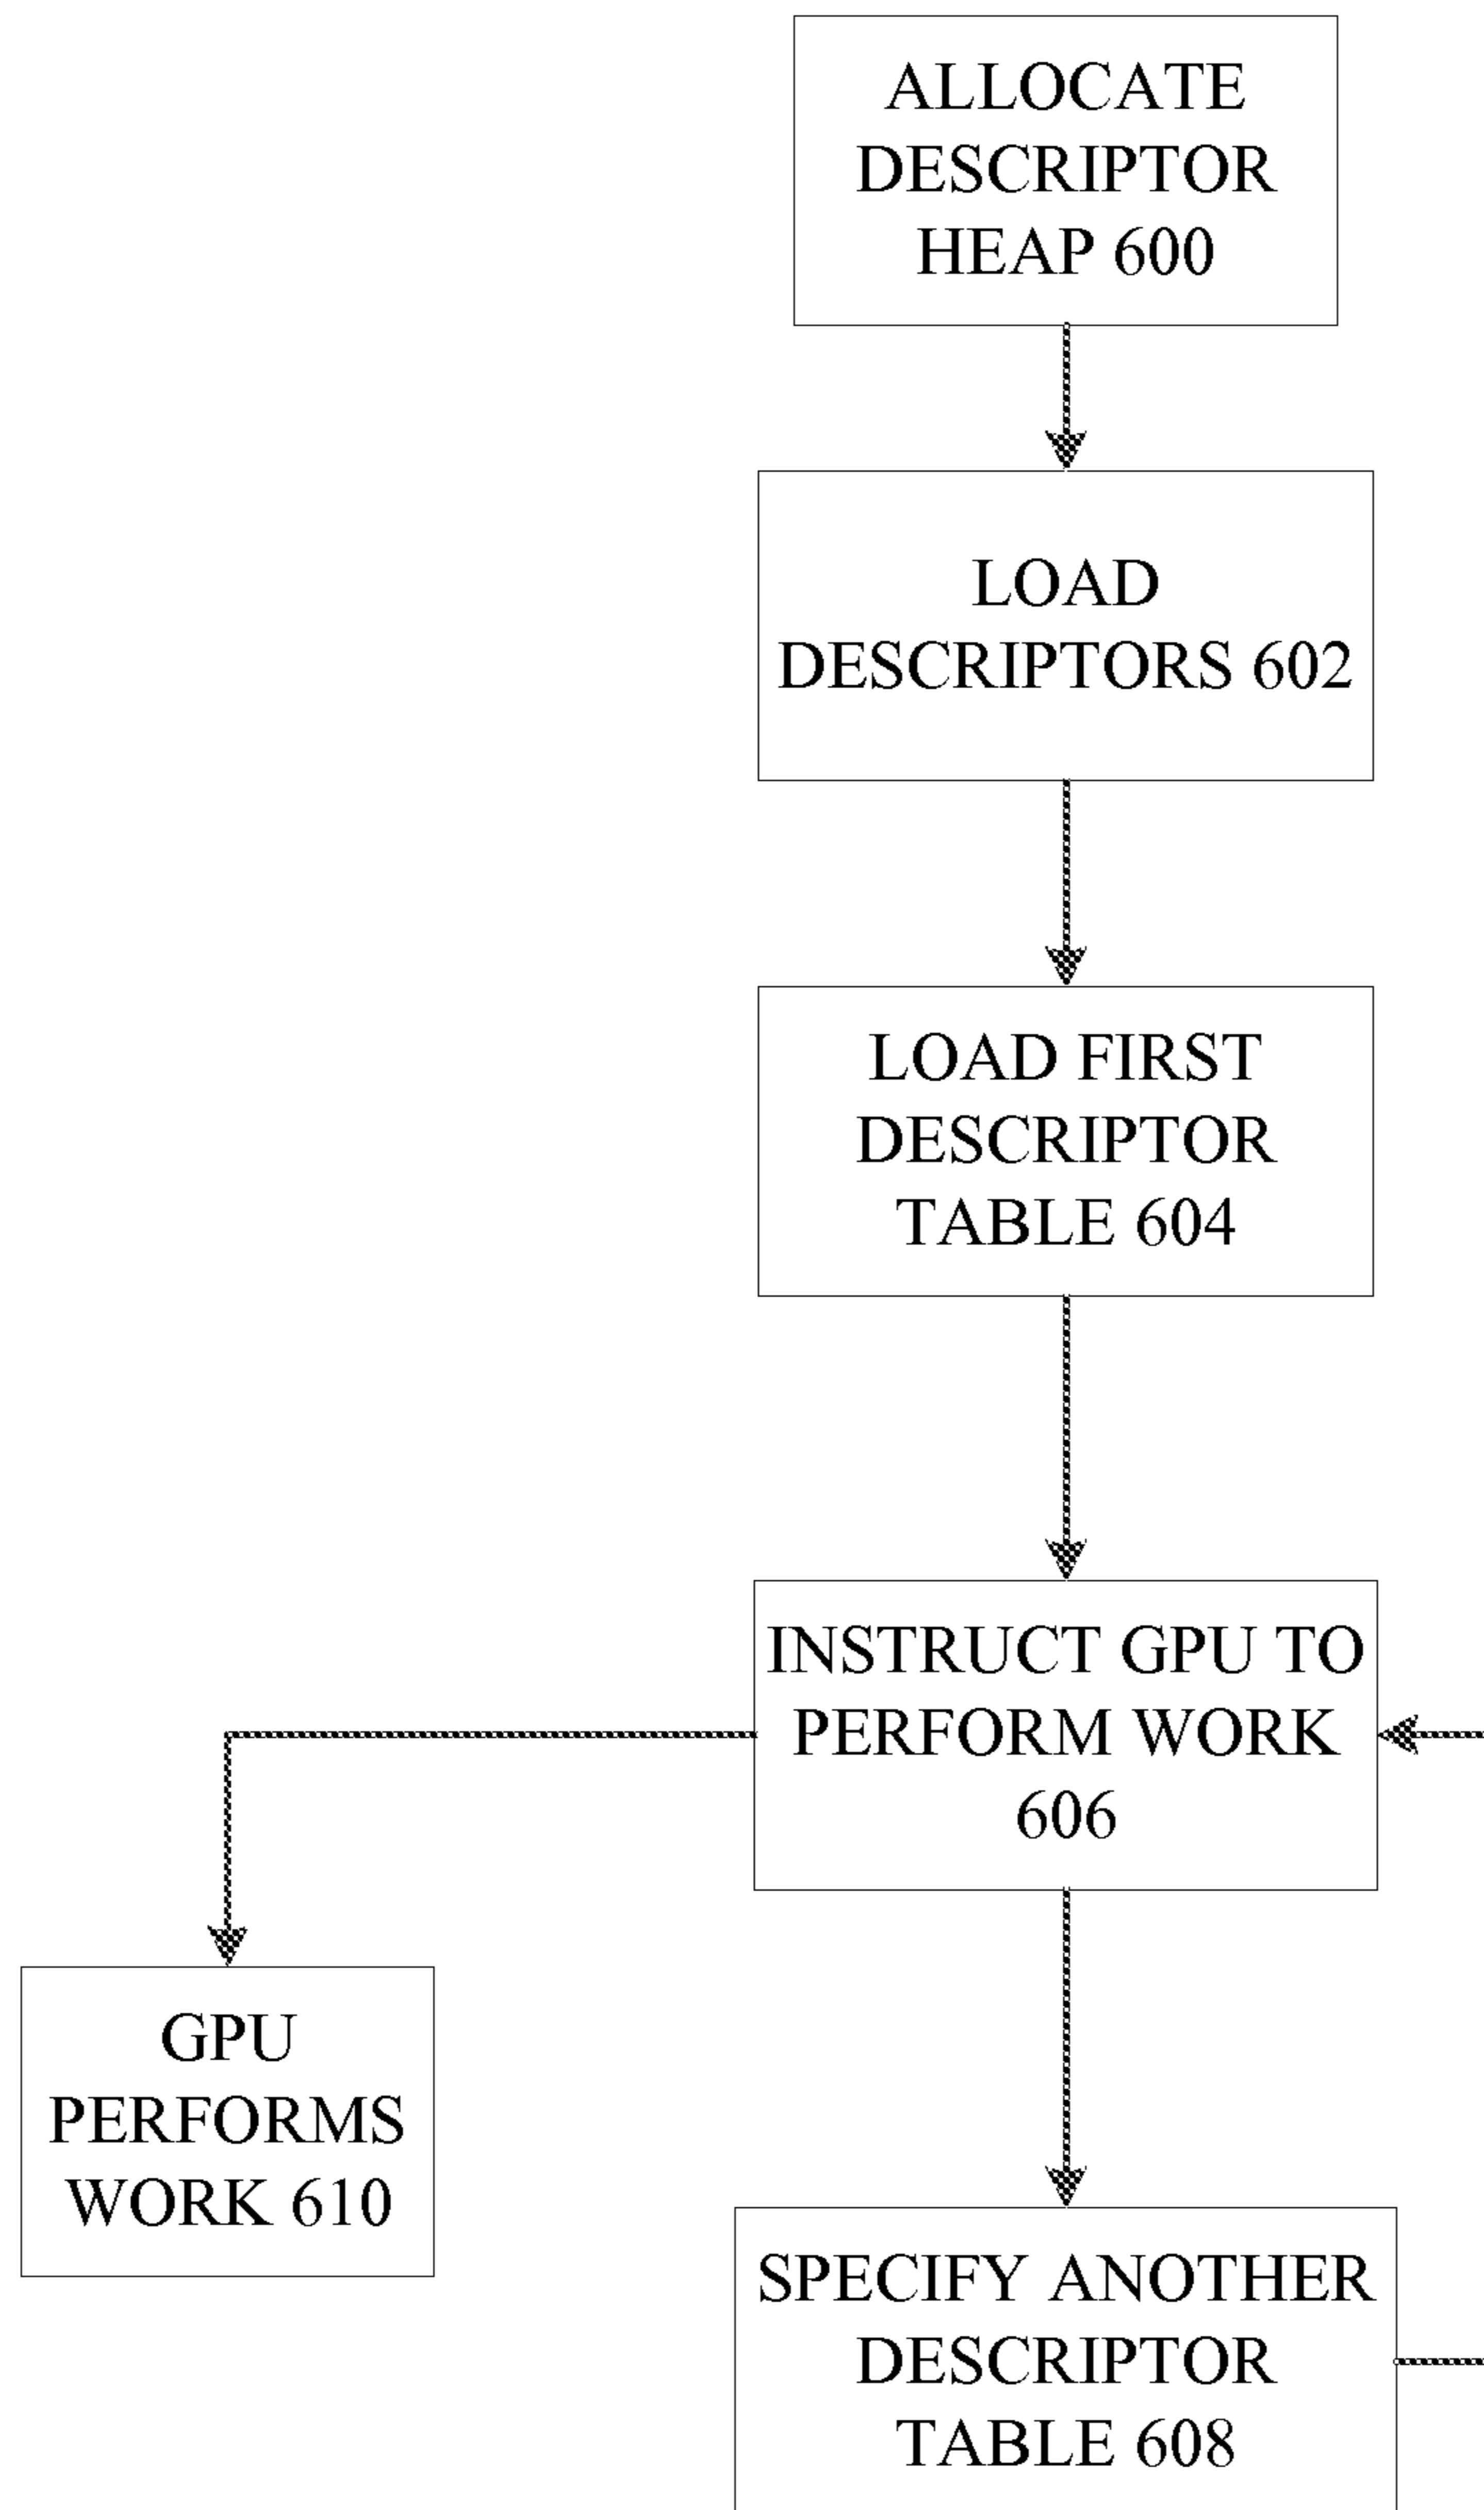 ALLOCATE
DESCRIPTOR
HEAP 600
LOAD
DESCRIPTORS 602
LOAD FIRST
DESCRIPTOR
TABLE 604
INSTRUCT GPU TO
PERFORM WORK
606
GPU
PERFORMS
WORK 610
SPECIFY ANOTHER
DESCRIPTOR
TABLE 608